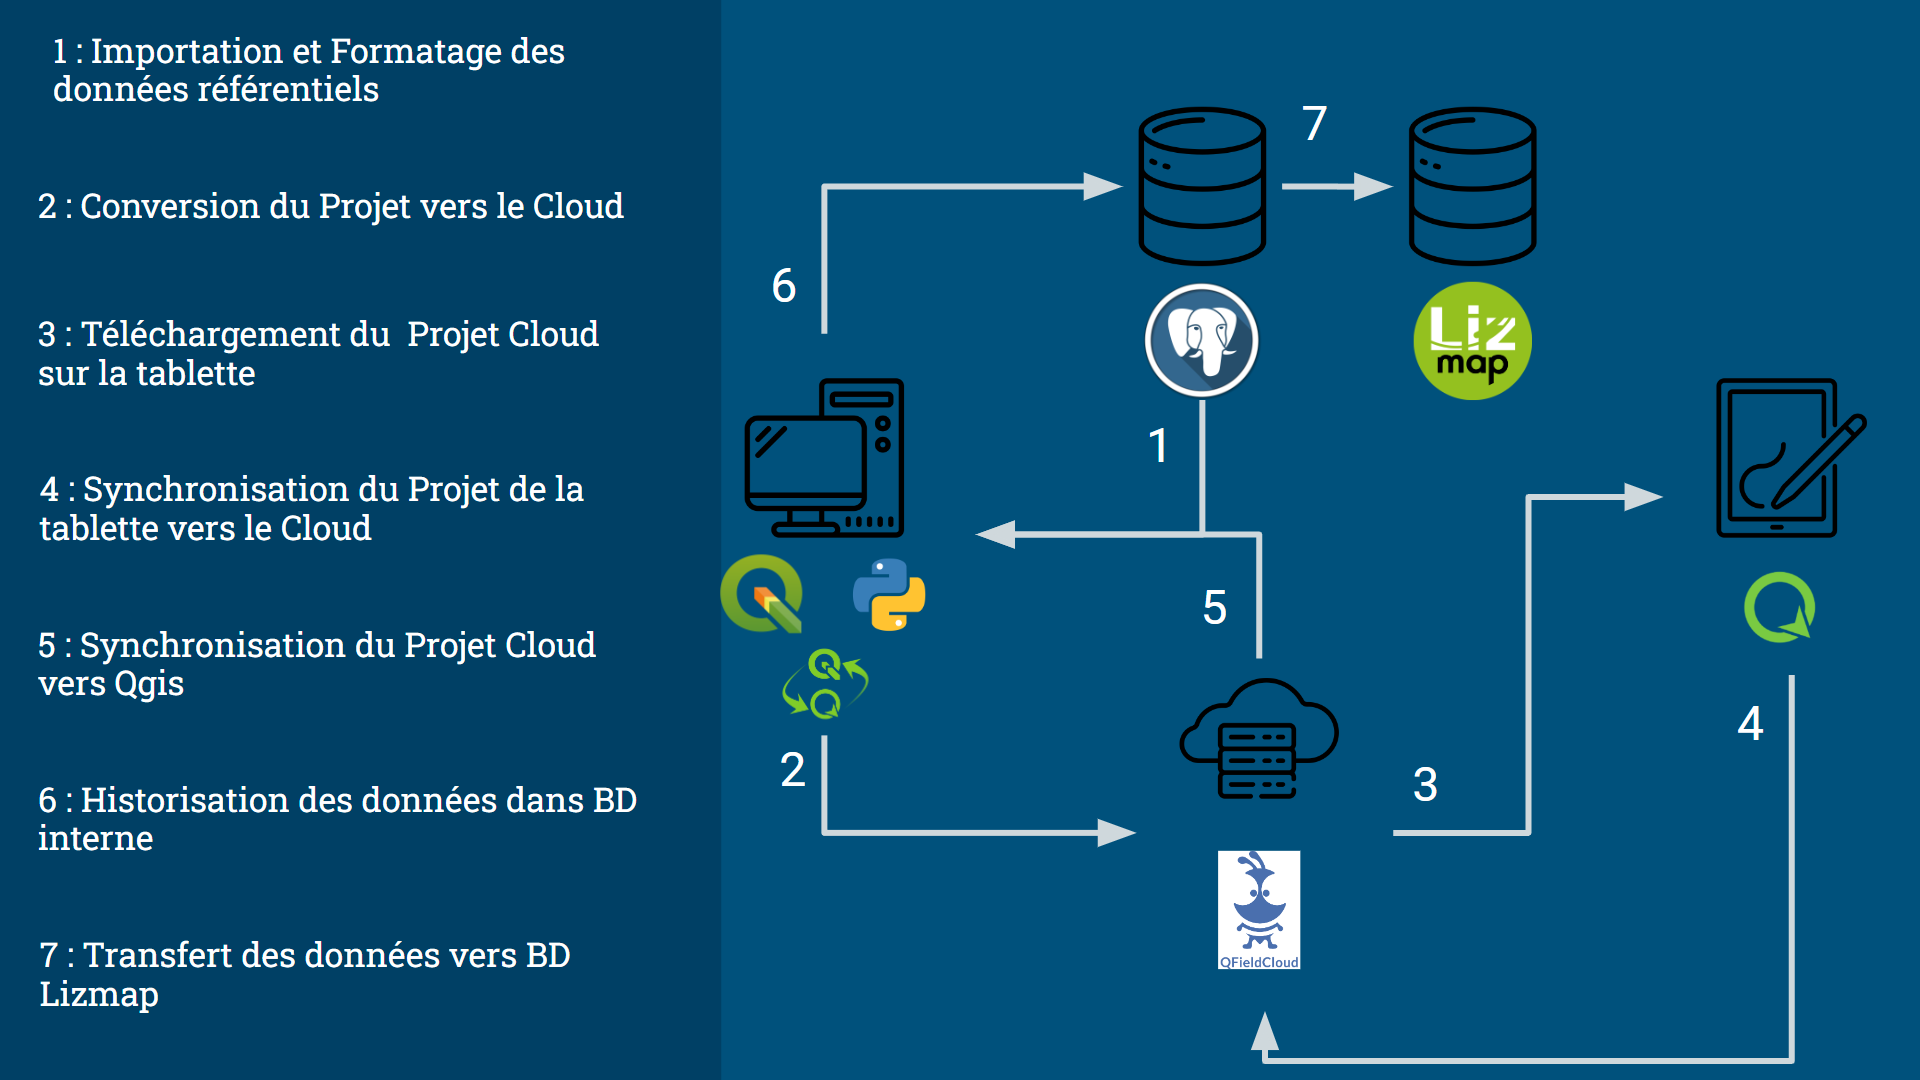 1 : Importation et Formatage des
données référentiels
2 : Conversion du Projet vers le Cloud
3 : Téléchargement du  Projet Cloud
sur la tablette
4 : Synchronisation du Projet de la
tablette vers le Cloud
5 : Synchronisation du Projet Cloud
vers Qgis
6 : Historisation des données dans BD
interne
7 : Transfert des données vers BD
Lizmap
7
6
Liz
map
1
5
4
2
3
QFieldCloud